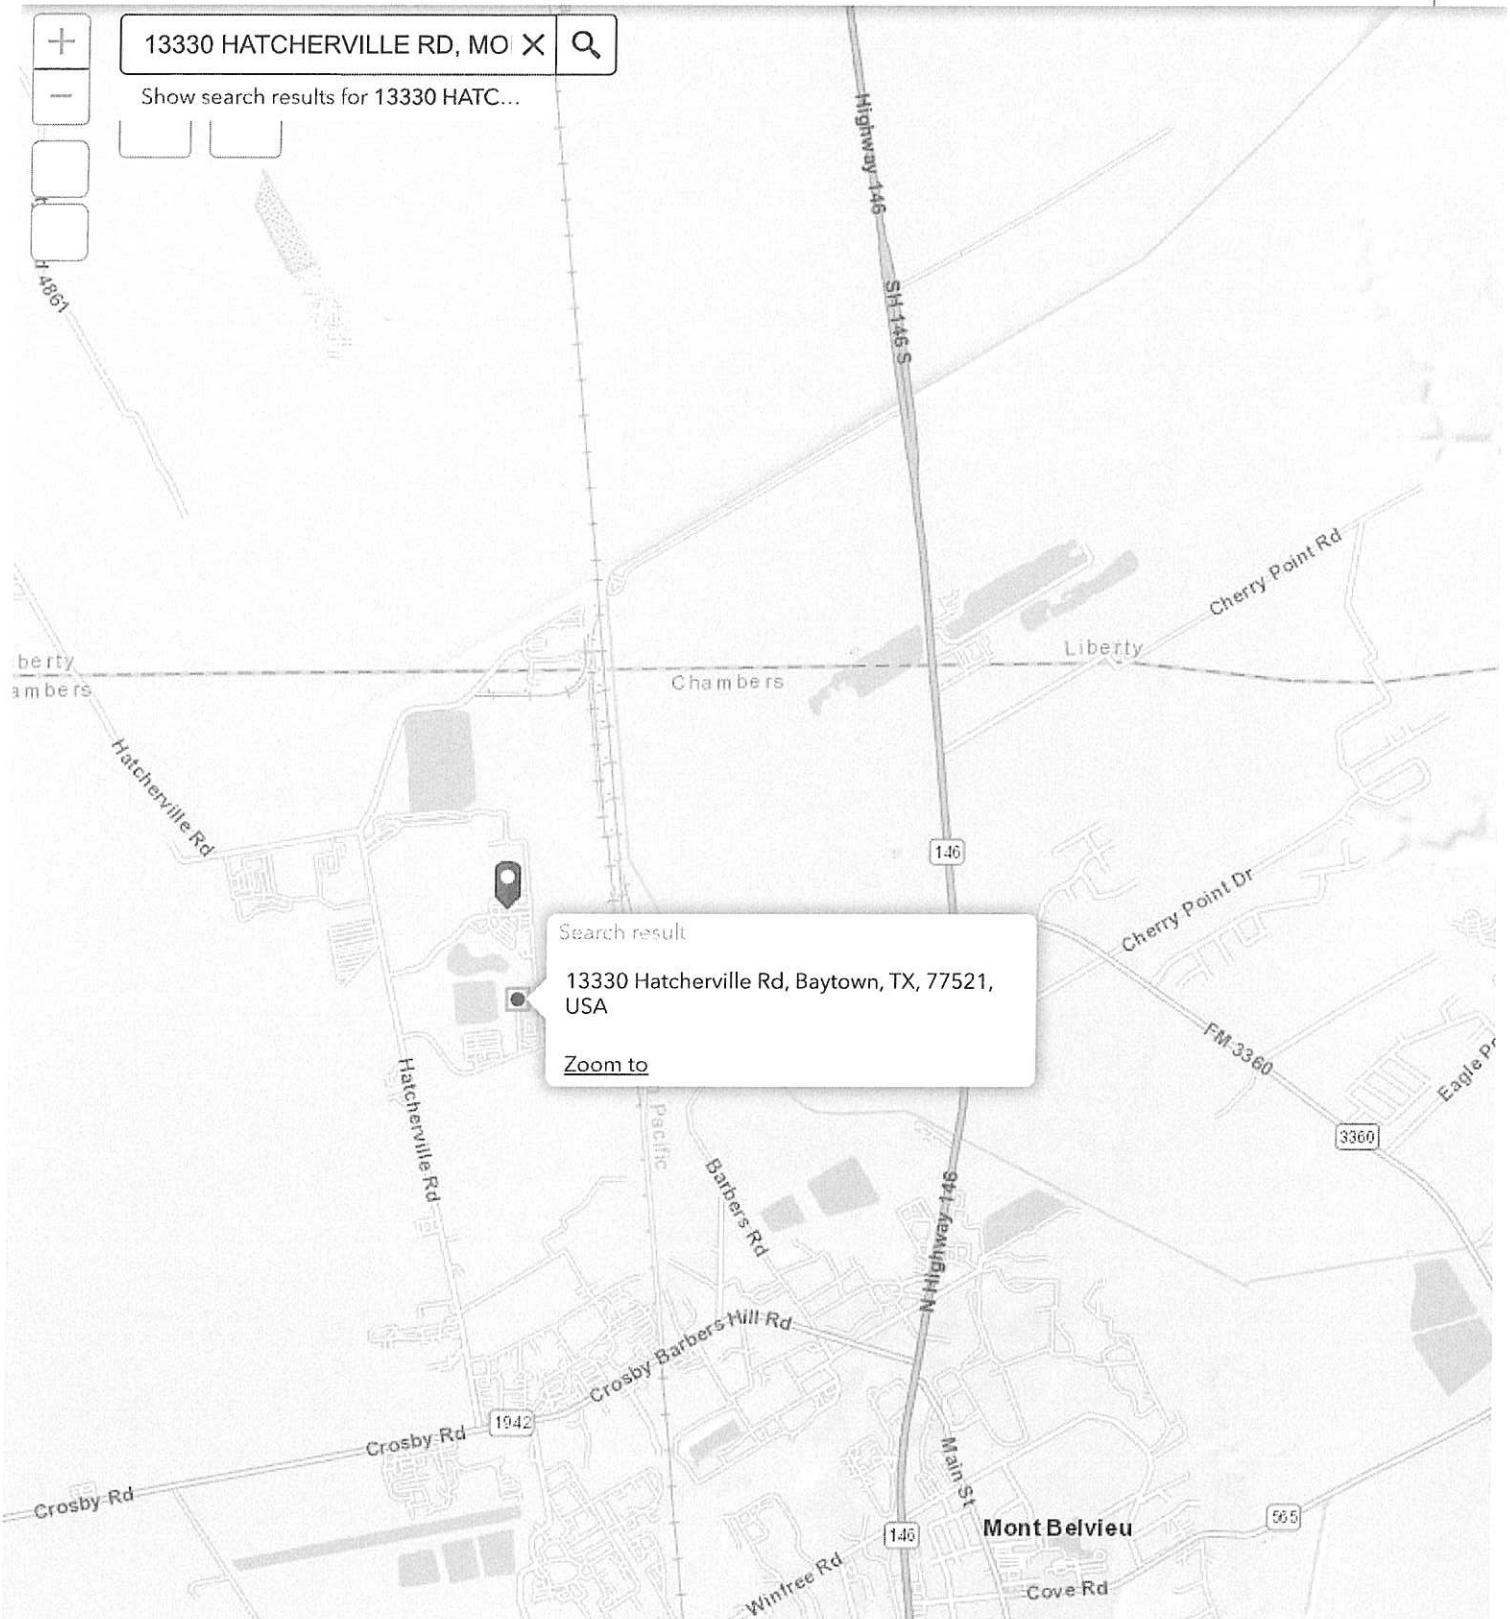 +
13330 HATCHERVILLE RD, MO
−
Show search results for 13330 HATC...
Highway 146
SH 146 S
d 4861
Cherry Point Rd
berty
ambers
Liberty
Chambers
Hatcherville Rd
146
Cherry Point Dr
Search result
13330 Hatcherville Rd, Baytown, TX, 77521,
USA
Zoom to
FM-3360
Eagle Po
Hatcherville Rd
Pacific
3360
Barbers Rd
N Highway 146
Crosby Barbers Hill Rd
1942
Crosby Rd
Main St
Crosby Rd
Mont Belvieu
565
146
Winfree Rd
Cove Rd